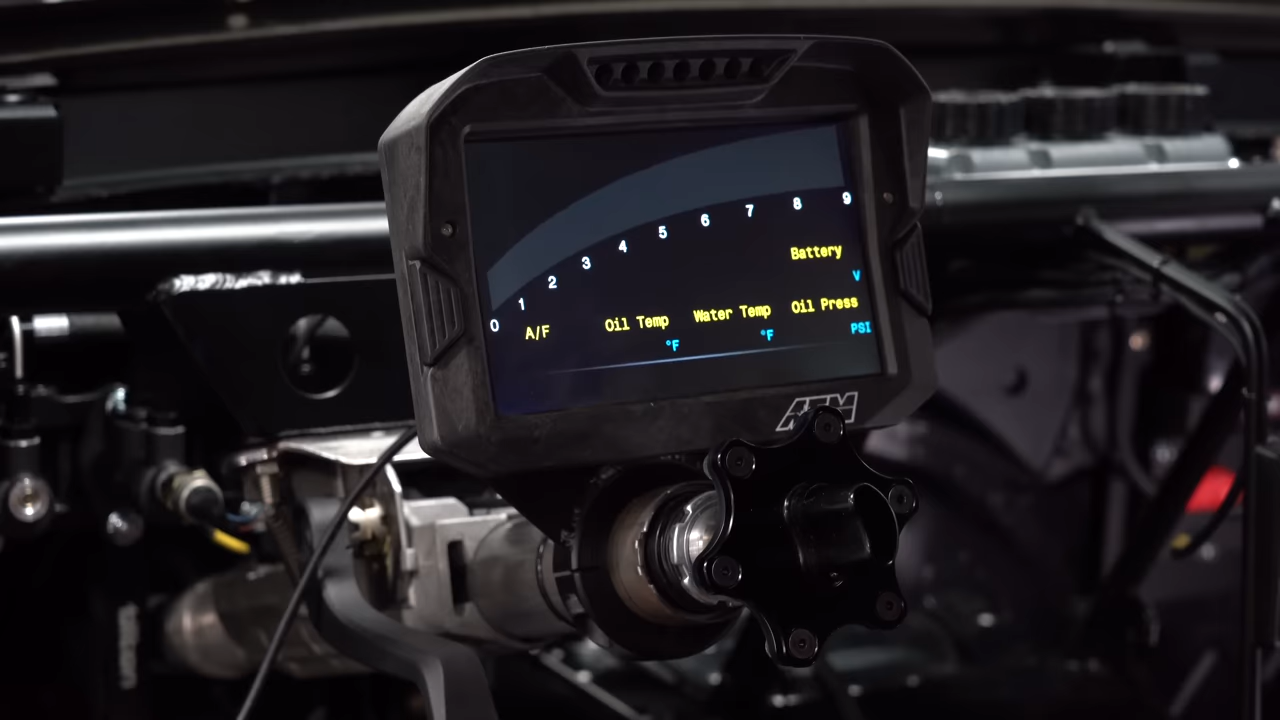 0 1 2 3 4 5 6 7 8 9
Battery
V
A/F Oil Temp Water Temp Oil Press
°F °F PSI
AEM